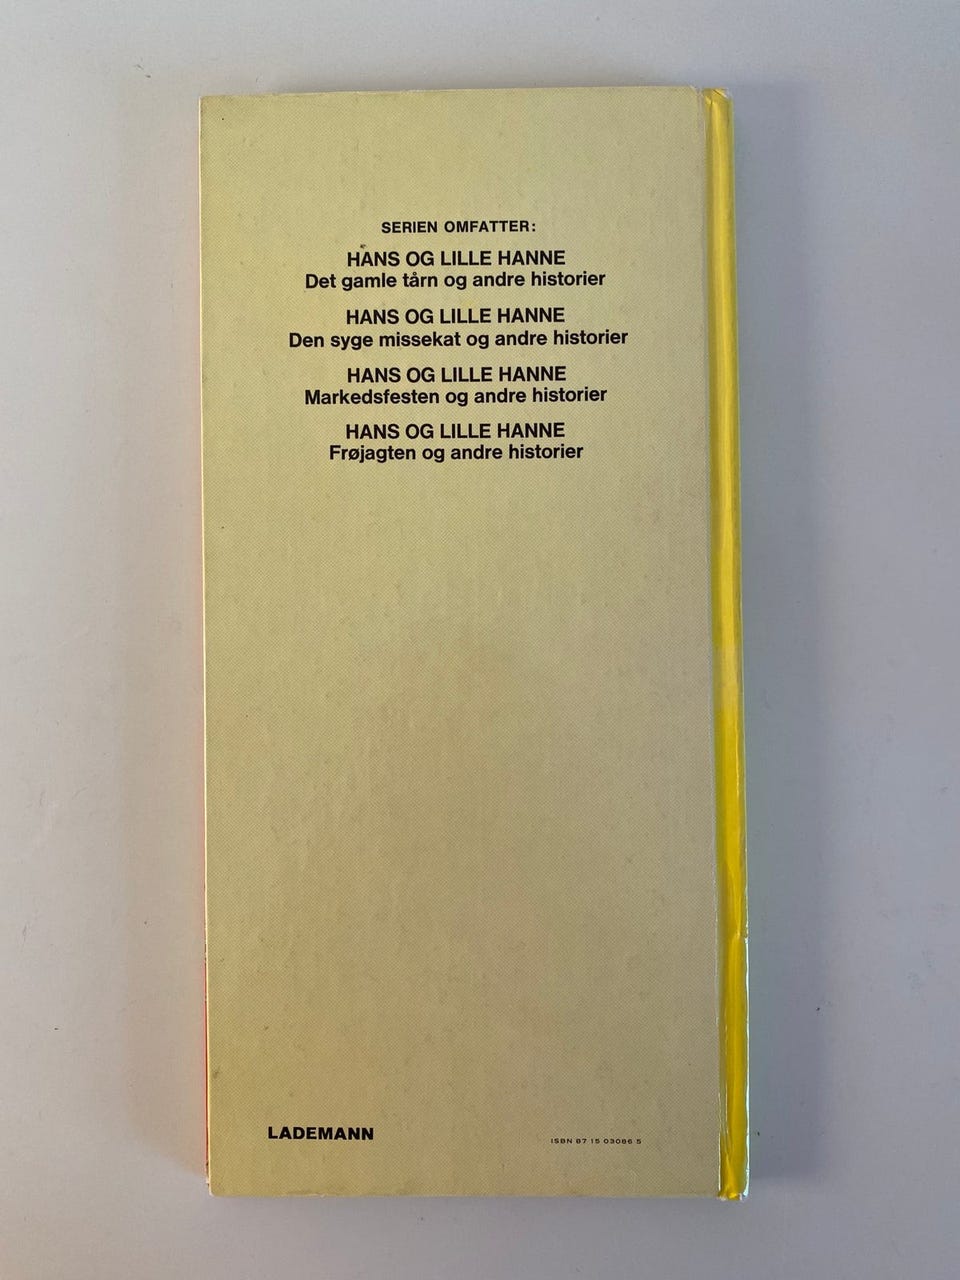 SERIEN OMFATTER:
HANS OG LILLE HANNE
Det gamle tårn og andre historier
HANS OG LILLE HANNE
Den syge missekat og andre historier
HANS OG LILLE HANNE
Markedsfesten og andre historier
HANS OG LILLE HANNE
Frøjagten og andre historier
LADEMANN
ISBN 87 15 03086 5